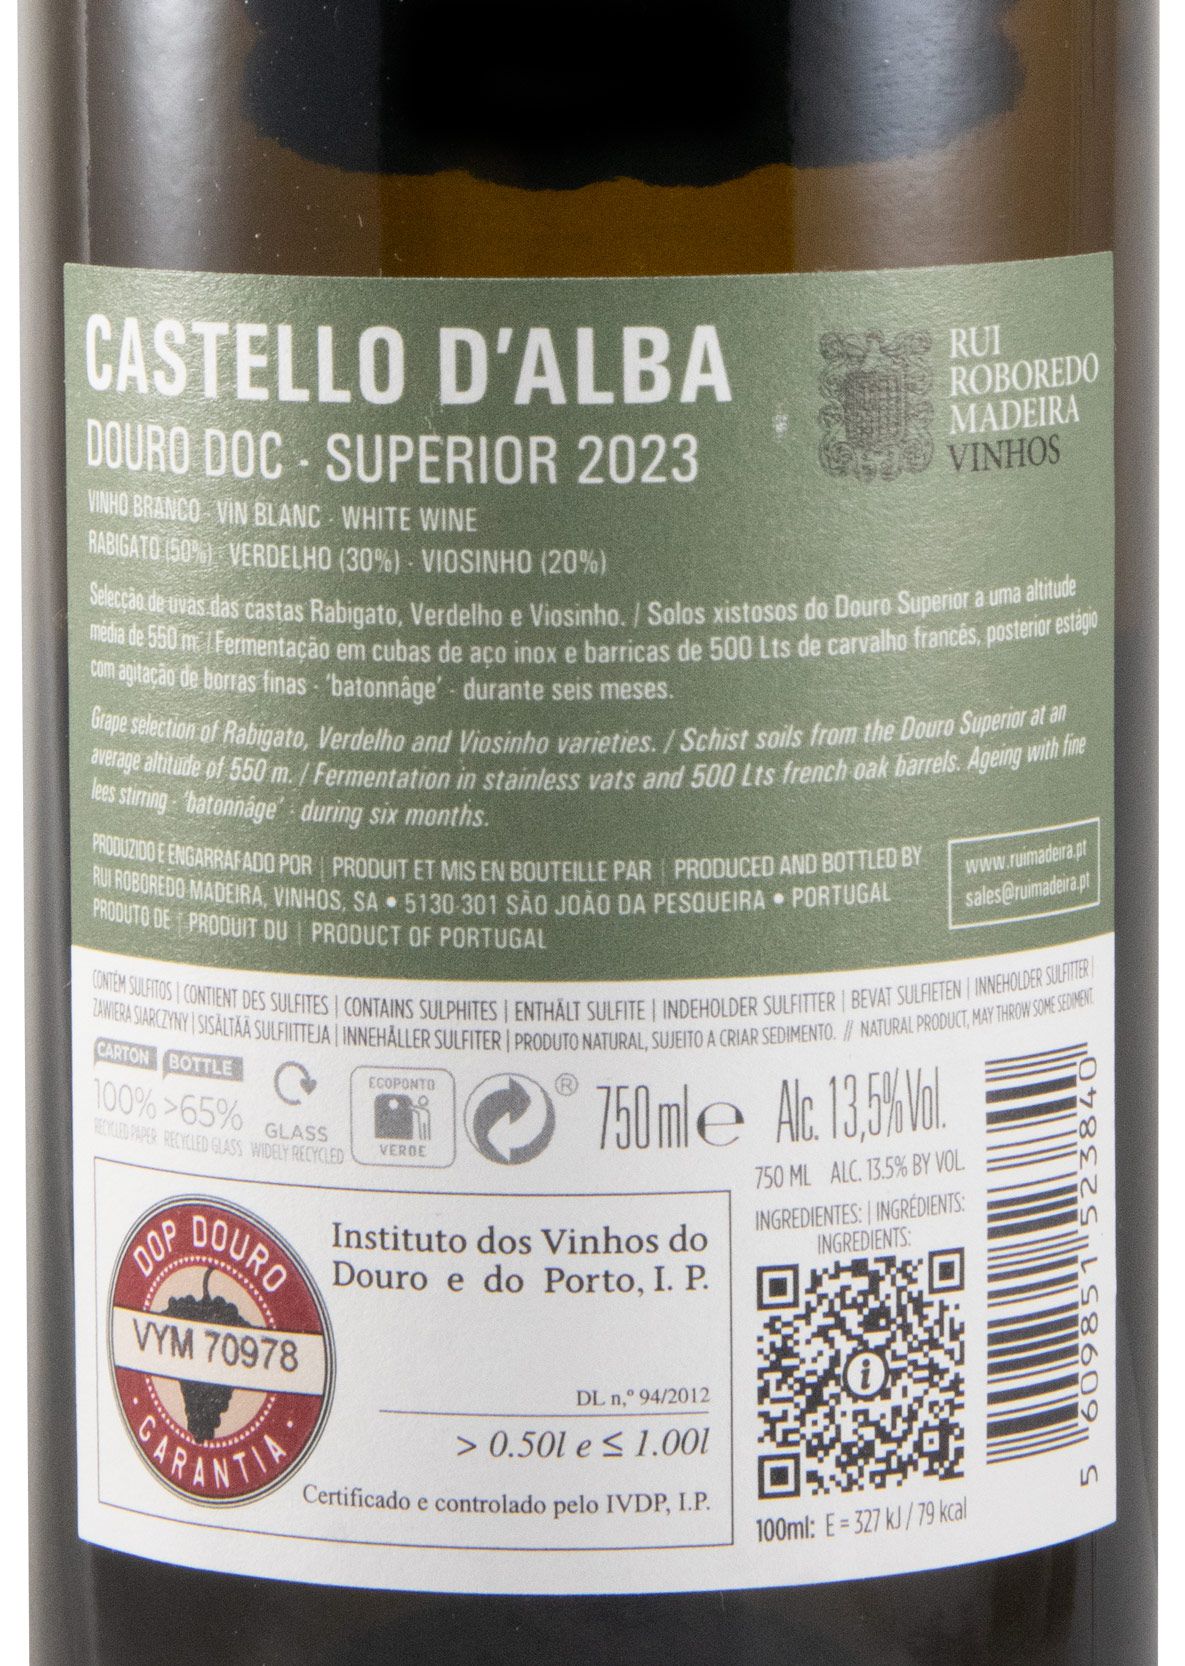 CASTELLO D'ALBA
DOURO DOC - SUPERIOR 2023
VINHO BRANCO - VIN BLANC - WHITE WINE
RABIGATO (50%) - VERDELHO (30%) - VIOSINHO (20%)
RUI
ROBOREDO
MADEIRA
VINHOS
Selecção de uvas das castas Rabigato, Verdelho e Viosinho. / Solos xistosos do Douro Superior a uma altitude
média de 550 m. / Fermentação em cubas de aço inox e barricas de 500 Lts de carvalho francês, posterior estágio
com agitação de borras finas - 'batonnâge' - durante seis meses.
Grape selection of Rabigato, Verdelho and Viosinho varieties. / Schist soils from the Douro Superior at an
average altitude of 550 m. / Fermentation in stainless vats and 500 Lts french oak barrels. Ageing with fine
lees stirring - 'batonnâge' - during six months.
PRODUZIDO E ENGARRAFADO POR | PRODUIT ET MIS EN BOUTEILLE PAR | PRODUCED AND BOTTLED BY
RUI ROBOREDO MADEIRA, VINHOS, SA • 5130-301 SÃO JOÃO DA PESQUEIRA • PORTUGAL
PRODUTO DE | PRODUIT DU | PRODUCT OF PORTUGAL
www.ruimadeira.pt
sales@ruimadeira.pt
CONTÉM SULFITOS | CONTIENT DES SULFITES | CONTAINS SULPHITES | ENTHÄLT SULFITE | INDEHOLDER SULFITTER | BEVAT SULFIETEN | INNEHOLDER SULFITTER |
ZAWIERA SIARCZYNY | SISÄLTÄÄ SULFIITTEJA | INNEHÅLLER SULFITER | PRODUTO NATURAL, SUJEITO A CRIAR SEDIMENTO. // NATURAL PRODUCT, MAY THROW SOME SEDIMENT.
CARTON
100%
RECYCLED PAPER
BOTTLE
>65%
RECYCLED GLASS
GLASS
WIDELY RECYCLED
ECOPONTO
VERDE
®
750 ml e Alc. 13,5% Vol.
750 ML ALC. 13.5% BY VOL.
INGREDIENTES: | INGRÉDIENTS:
INGREDIENTS:
i
100ml: E = 327 kJ / 79 kcal
5 609851 523840
DOP DOURO
VYM 70978
· GARANTIA ·
Instituto dos Vinhos do
Douro e do Porto, I. P.
DL n,º 94/2012
> 0.50l e ≤ 1.00l
Certificado e controlado pelo IVDP, I.P.